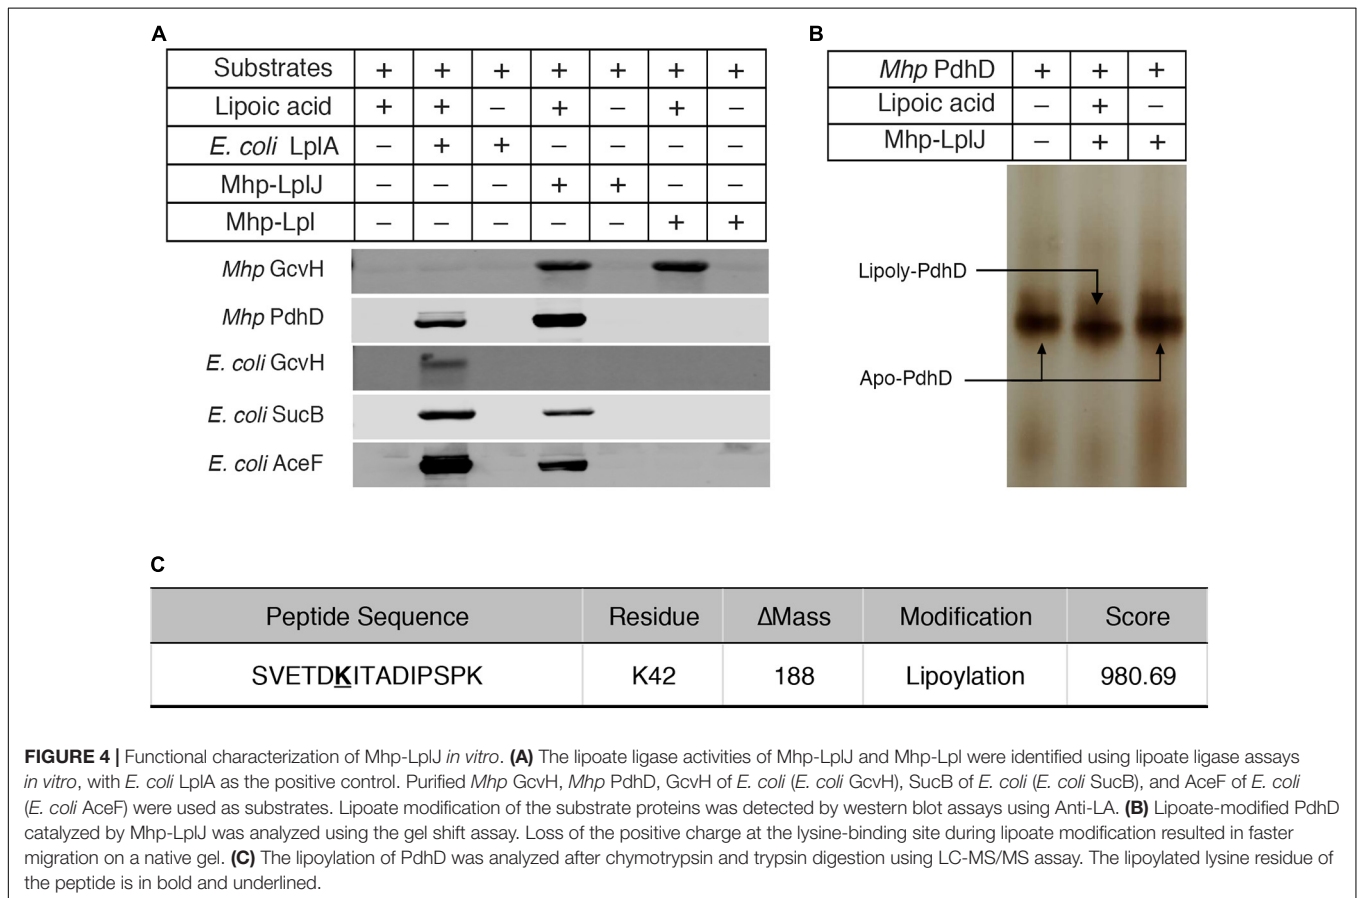 A
Substrates + + + + + + +
Lipoic acid + + – + – + –
E. coli LplA – + + – – – –
Mhp-LplJ – – – + + – –
Mhp-Lpl – – – – – + +
Mhp GcvH
Mhp PdhD
E. coli GcvH
E. coli SucB
E. coli AceF
B
Mhp PdhD + + +
Lipoic acid – + –
Mhp-LplJ – + +
Lipoly-PdhD
Apo-PdhD
C
Peptide Sequence Residue ΔMass Modification Score
SVETDKITADIPSPK K42 188 Lipoylation 980.69
FIGURE 4 | Functional characterization of Mhp-LplJ in vitro. (A) The lipoate ligase activities of Mhp-LplJ and Mhp-Lpl were identified using lipoate ligase assays
in vitro, with E. coli LplA as the positive control. Purified Mhp GcvH, Mhp PdhD, GcvH of E. coli (E. coli GcvH), SucB of E. coli (E. coli SucB), and AceF of E. coli
(E. coli AceF) were used as substrates. Lipoate modification of the substrate proteins was detected by western blot assays using Anti-LA. (B) Lipoate-modified PdhD
catalyzed by Mhp-LplJ was analyzed using the gel shift assay. Loss of the positive charge at the lysine-binding site during lipoate modification resulted in faster
migration on a native gel. (C) The lipoylation of PdhD was analyzed after chymotrypsin and trypsin digestion using LC-MS/MS assay. The lipoylated lysine residue of
the peptide is in bold and underlined.